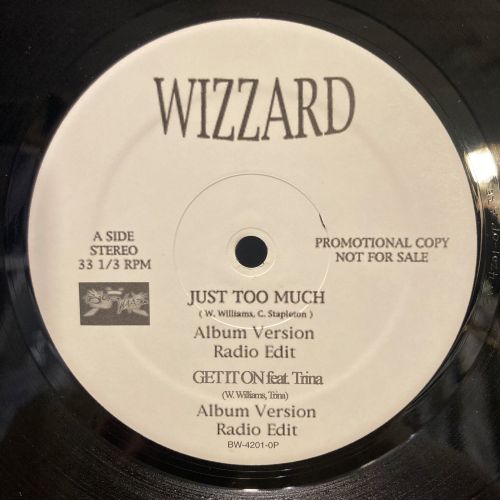 WIZZARD
A SIDE
STEREO
33 1/3 RPM
PROMOTIONAL COPY
NOT FOR SALE
JUST TOO MUCH
( W. Williams, C. Stapleton )
Album Version
Radio Edit
GET IT ON feat. Trina
(W. Williams, Trina)
Album Version
Radio Edit
BW-4201-0P